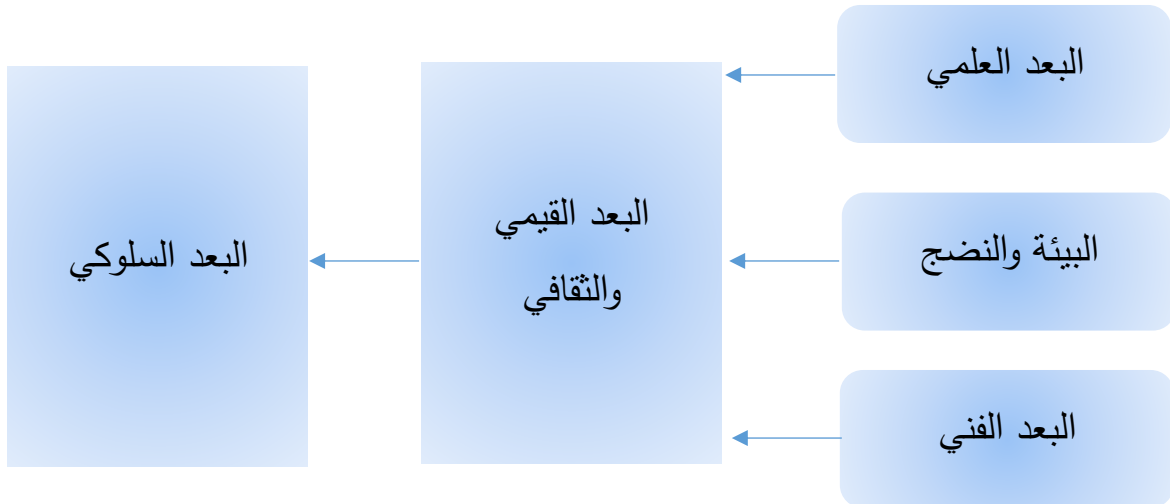 البعد العلمي
البيئة والنضج
البعد الفني
البعد القيمي
والثقافي
البعد السلوكي